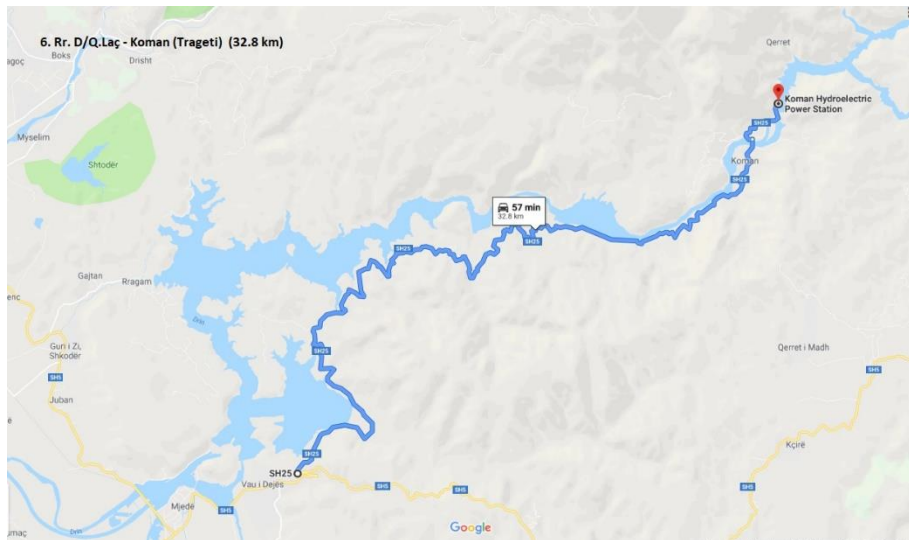 6. Rr. D/Q.Laç - Koman (Trageti) (32.8 km)
Boks
Drisht
Qerret
Koman Hydroelectric
Power Station
SH25
Myselim
Shtodër
Koman
SH25
57 min
32.8 km
SH25
SH25
Gajtan
Rragam
Drin
Guri i Zi,
Shkodër
SH25
Qerret i Madh
SH5
SH5
Juban
Kçirë
SH25
SH25
Vau i Dejës
SH5
SH5
SH5
Mjedë
Drin
Google